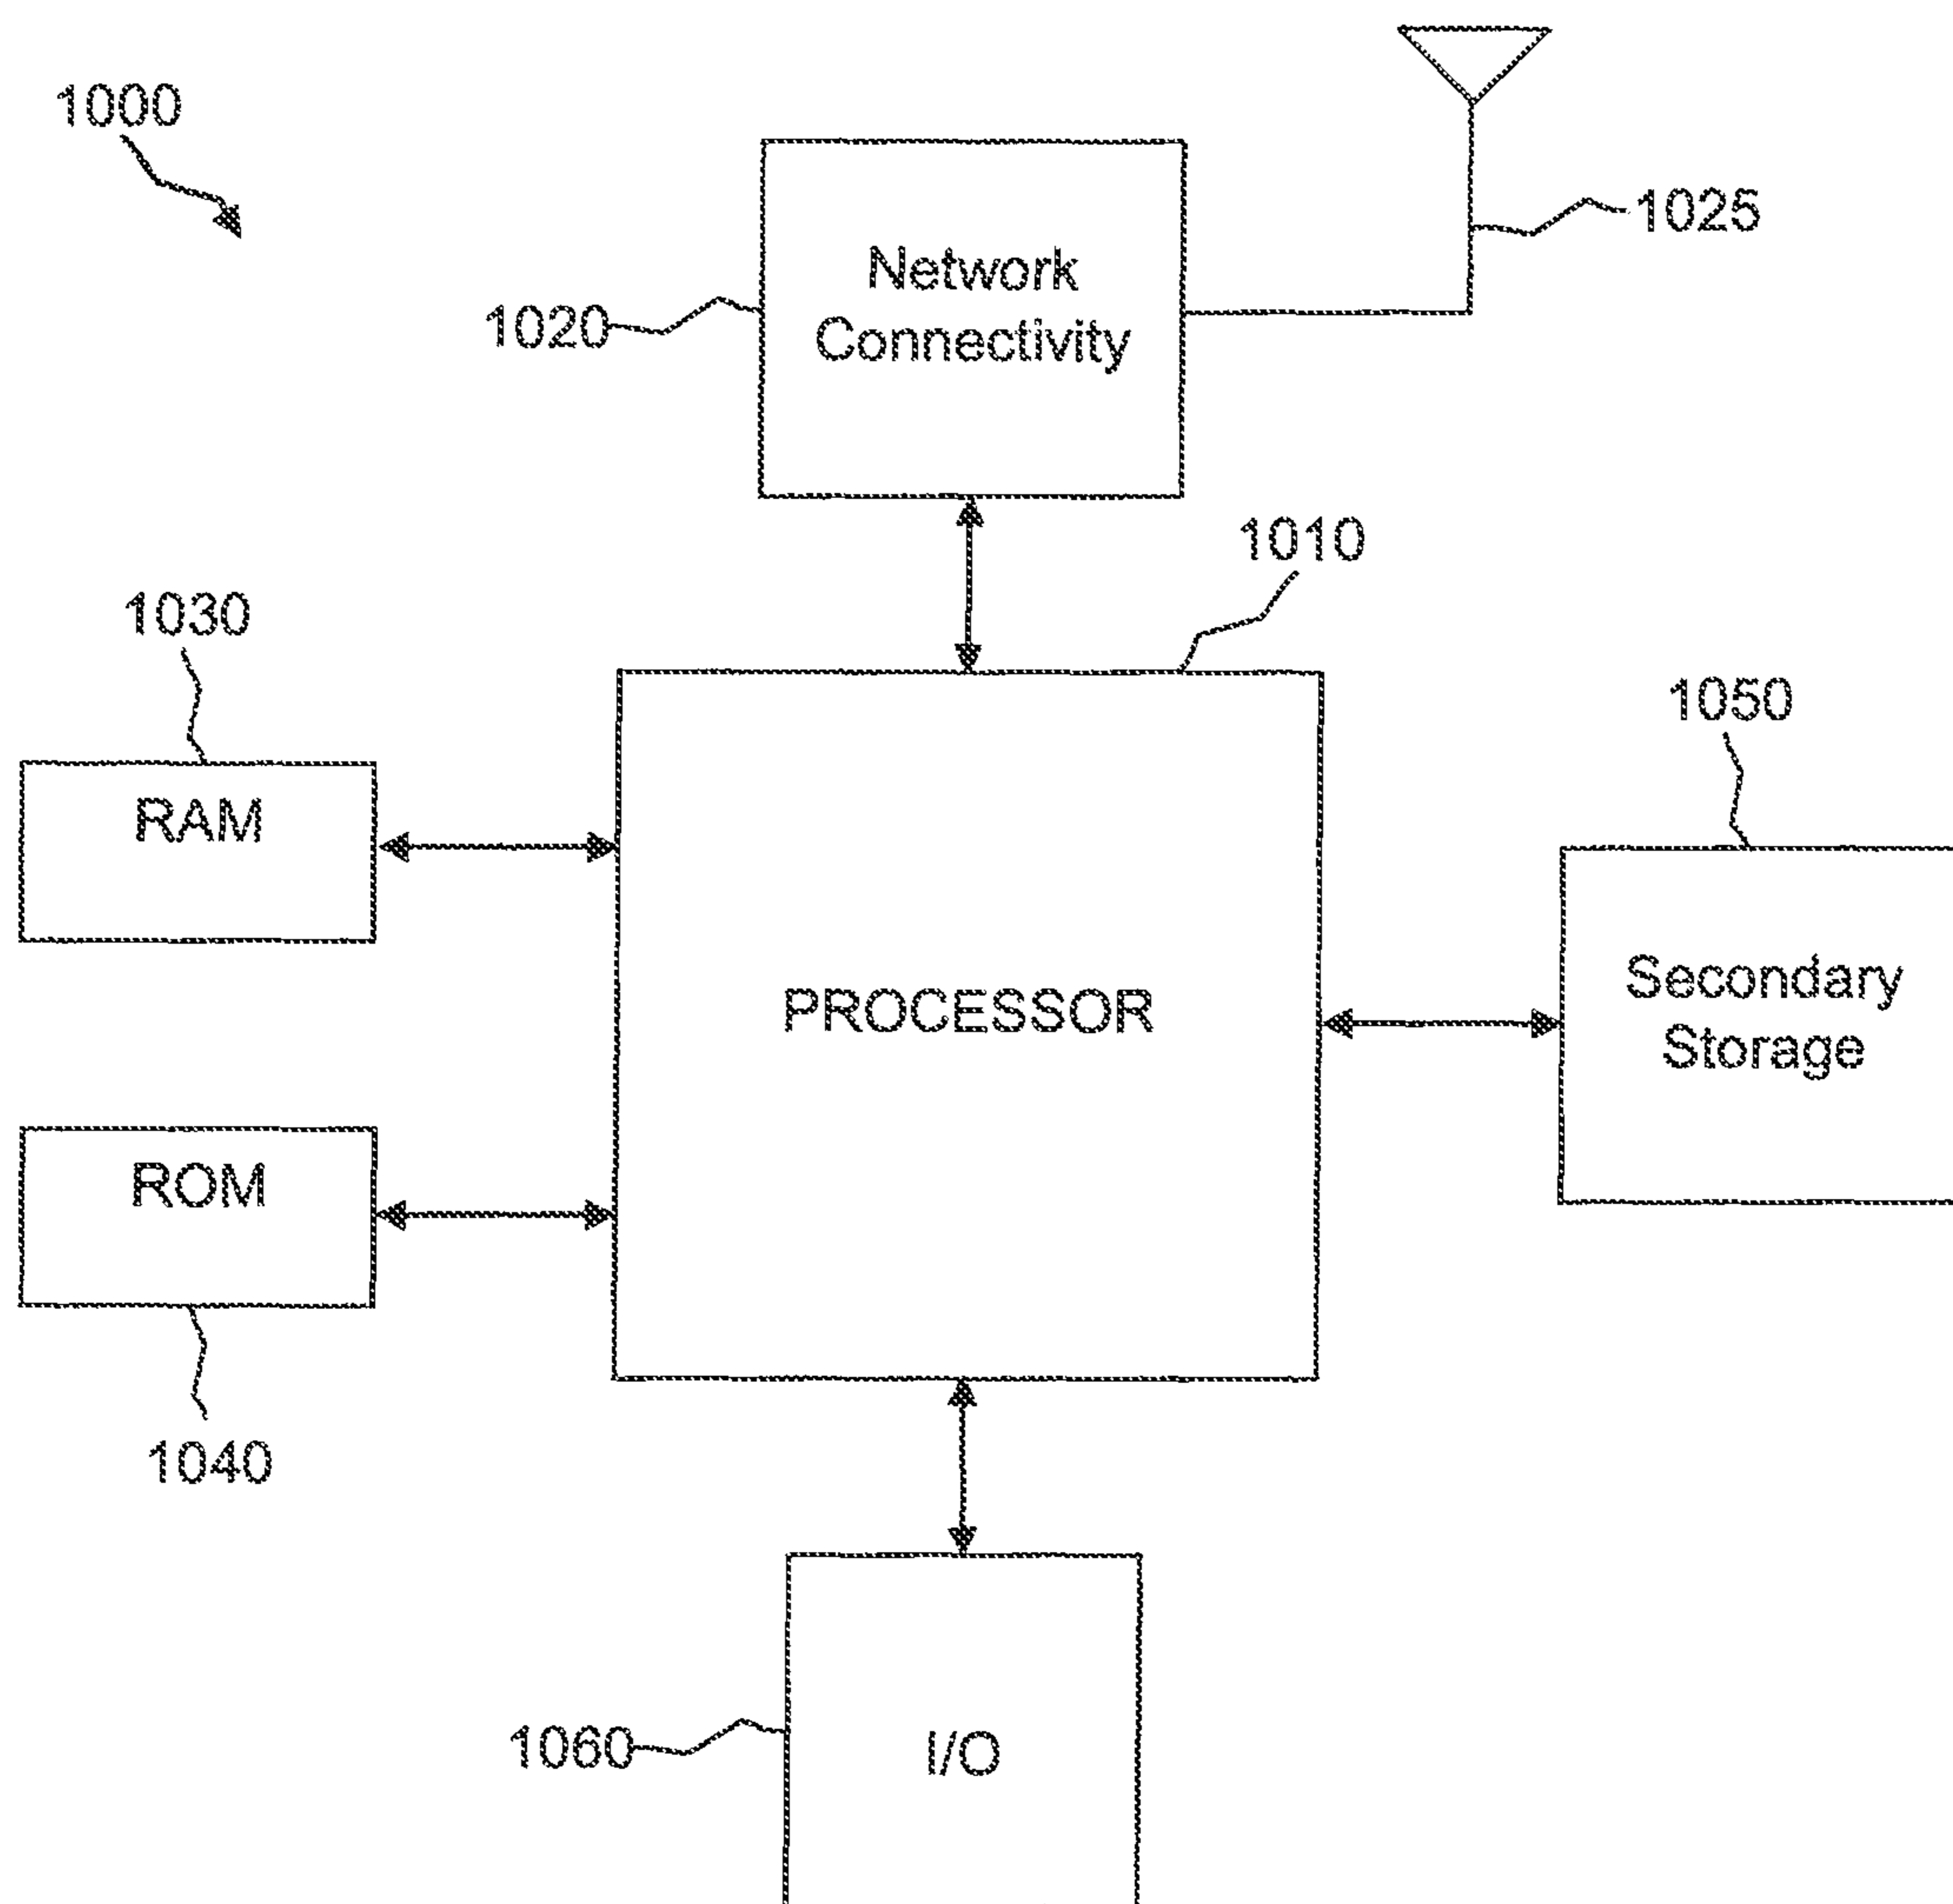 1000
1025
Network
Connectivity
1020
1010
1030
1050
RAM
Secondary
Storage
PROCESSOR
ROM
1040
1060
I/O